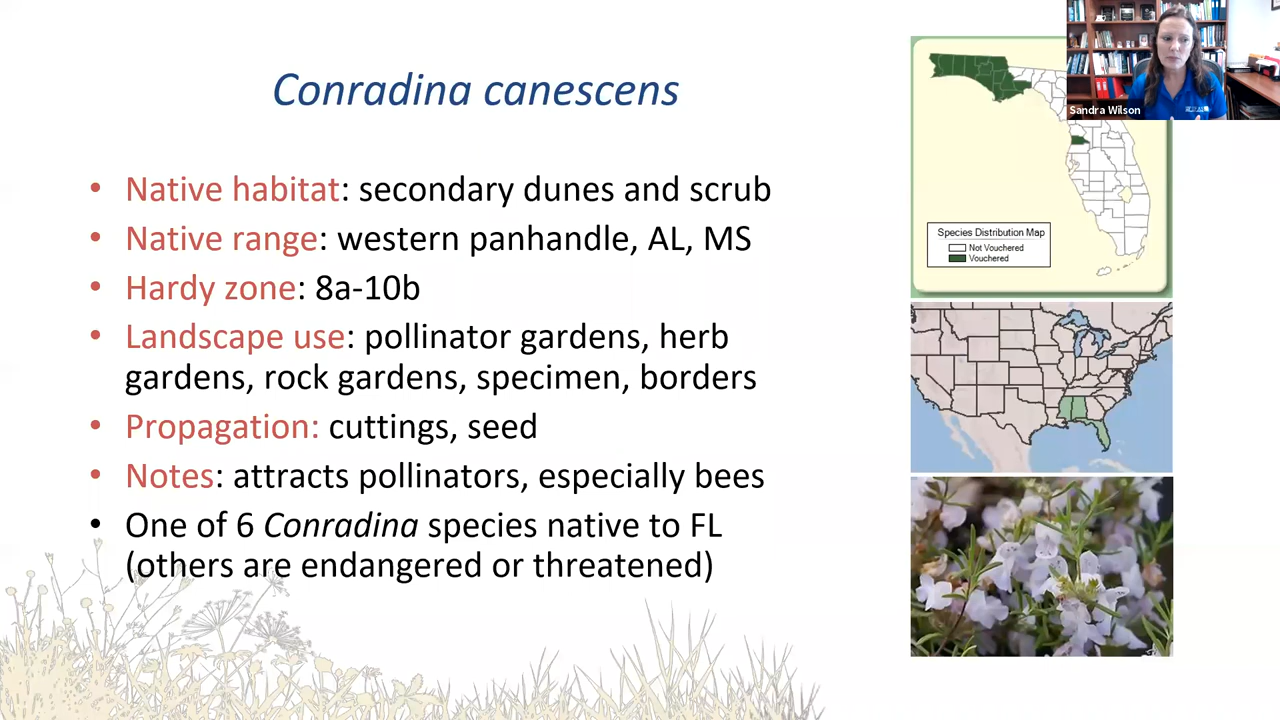 Conradina canescens
• Native habitat: secondary dunes and scrub
• Native range: western panhandle, AL, MS
• Hardy zone: 8a-10b
• Landscape use: pollinator gardens, herb
gardens, rock gardens, specimen, borders
• Propagation: cuttings, seed
• Notes: attracts pollinators, especially bees
• One of 6 Conradina species native to FL
(others are endangered or threatened)
Sandra Wilson
Species Distribution Map
Not Vouchered
Vouchered